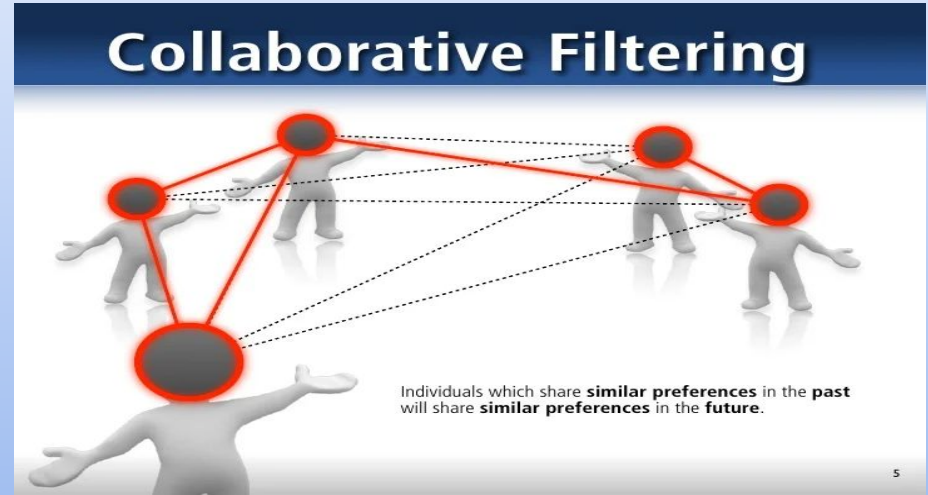 Collaborative Filtering
Individuals which share similar preferences in the past
will share similar preferences in the future.
5